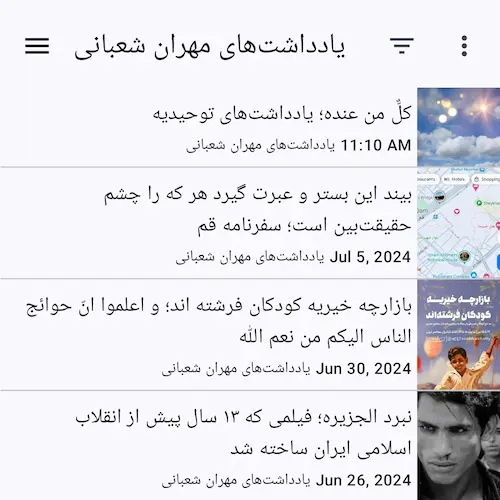 یادداشت‌های مهران شعبانی
کلٌّ من عنده؛ یادداشت‌های توحیدیه
11:10 AM یادداشت‌های مهران شعبانی
بیند این بستر و عبرت گیرد هر که را چشم
حقیقت‌بین است؛ سفرنامه قم
Jul 5, 2024 یادداشت‌های مهران شعبانی
بازارچه خیریه کودکان فرشته اند؛ و اعلموا انّ حوائج
الناس الیکم من نعم الله
Jun 30, 2024 یادداشت‌های مهران شعبانی
بازارچه خیریه
کودکان فرشته‌اند
نبرد الجزیره؛ فیلمی که ۱۳ سال پیش از انقلاب
اسلامی ایران ساخته شد
Jun 26, 2024 یادداشت‌های مهران شعبانی